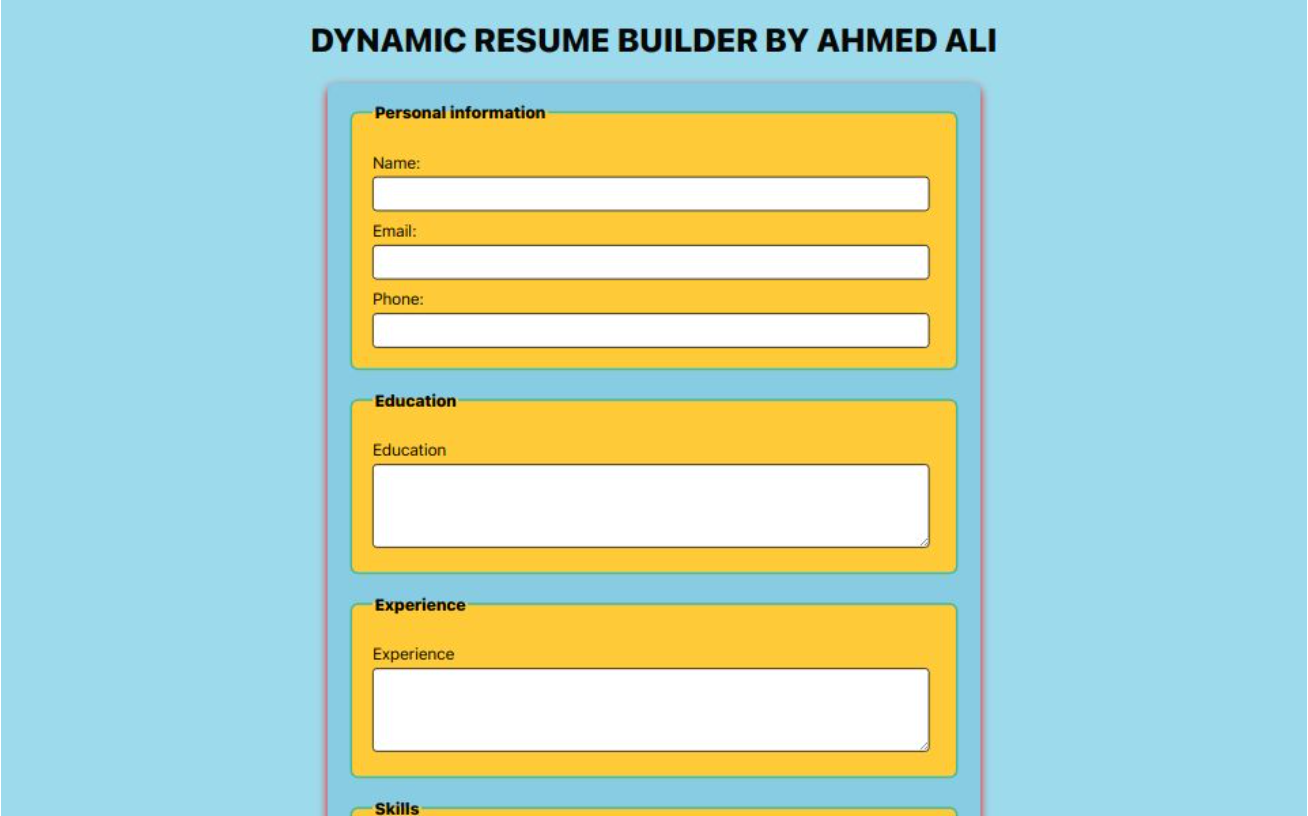 DYNAMIC RESUME BUILDER BY AHMED ALI
Personal information
Name:
Email:
Phone:
Education
Education
Experience
Experience
Skills